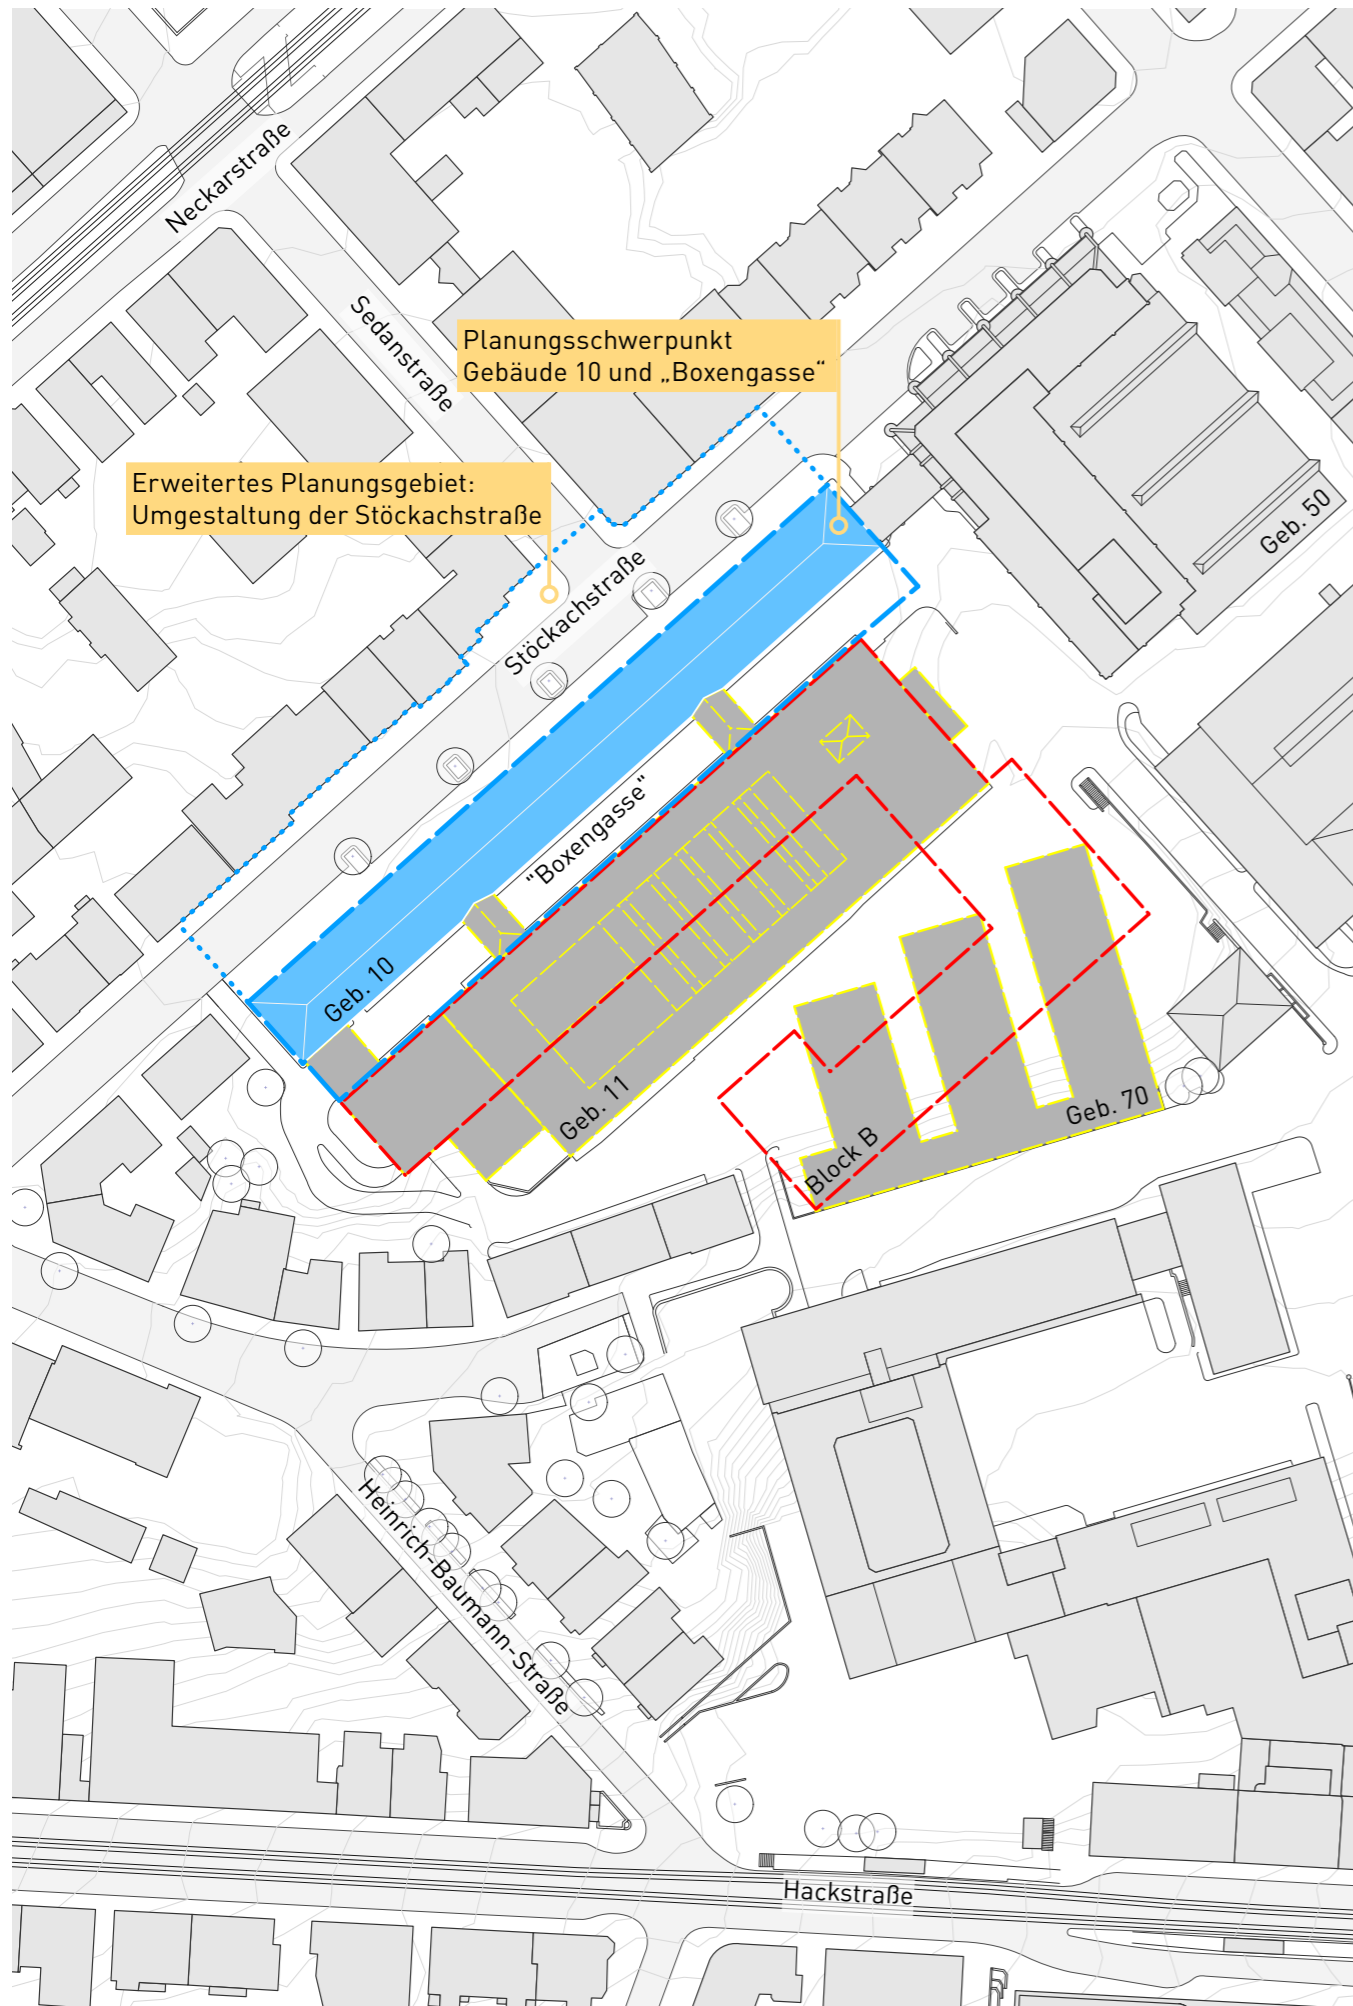 Neckarstraße
Sedanstraße
Planungsschwerpunkt
Gebäude 10 und „Boxengasse“
Erweitertes Planungsgebiet:
Umgestaltung der Stöckachstraße
Geb. 50
Stöckachstraße
"Boxengasse"
Geb. 10
Geb. 11
Geb. 70
Block B
Heinrich-Baumann-Straße
Hackstraße